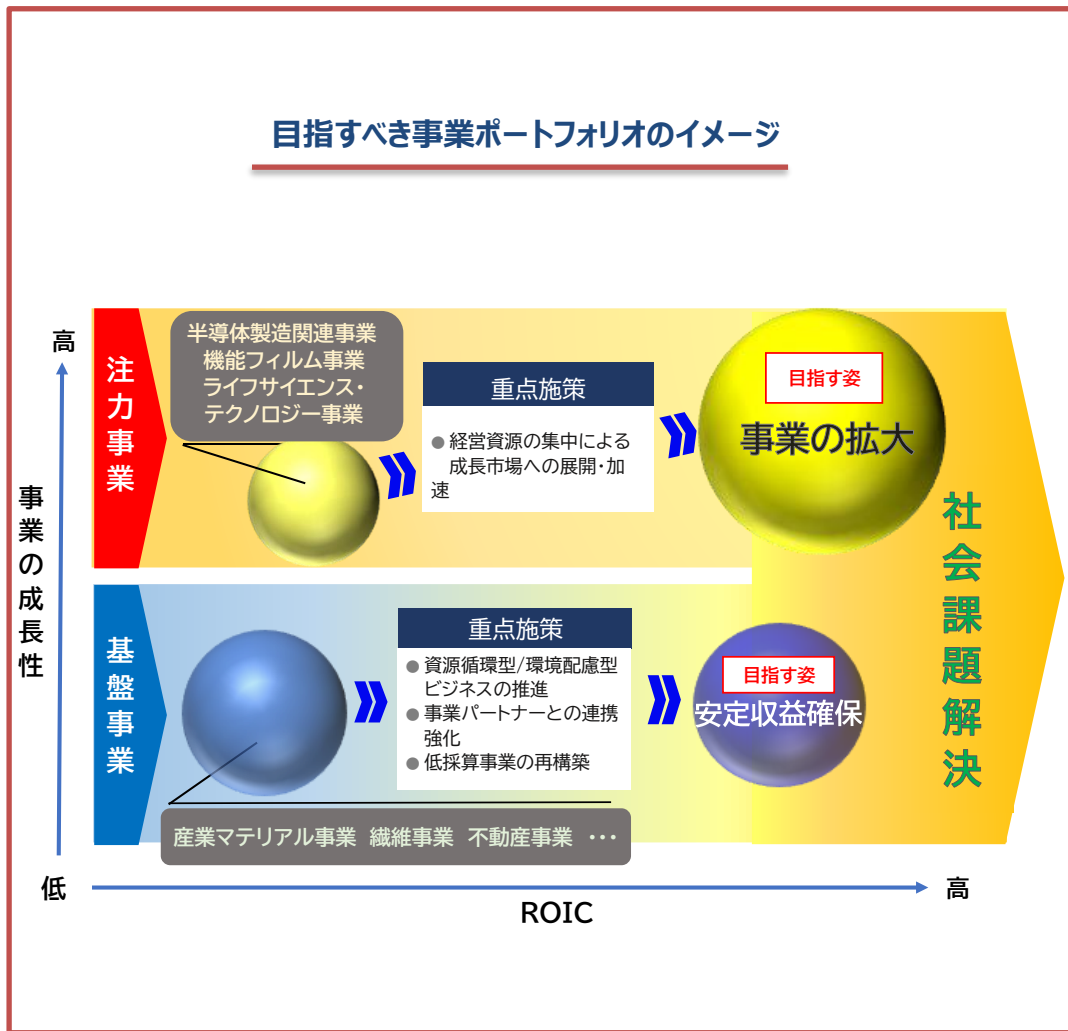 目指すべき事業ポートフォリオのイメージ
高
事業の成長性
低
注力事業
半導体製造関連事業
機能フィルム事業
ライフサイエンス・
テクノロジー事業
重点施策
● 経営資源の集中による
成長市場への展開・加
速
目指す姿
事業の拡大
基盤事業
重点施策
● 資源循環型/環境配慮型
ビジネスの推進
● 事業パートナーとの連携
強化
● 低採算事業の再構築
目指す姿
安定収益確保
産業マテリアル事業 繊維事業 不動産事業 ・・・
社会課題解決
ROIC
高